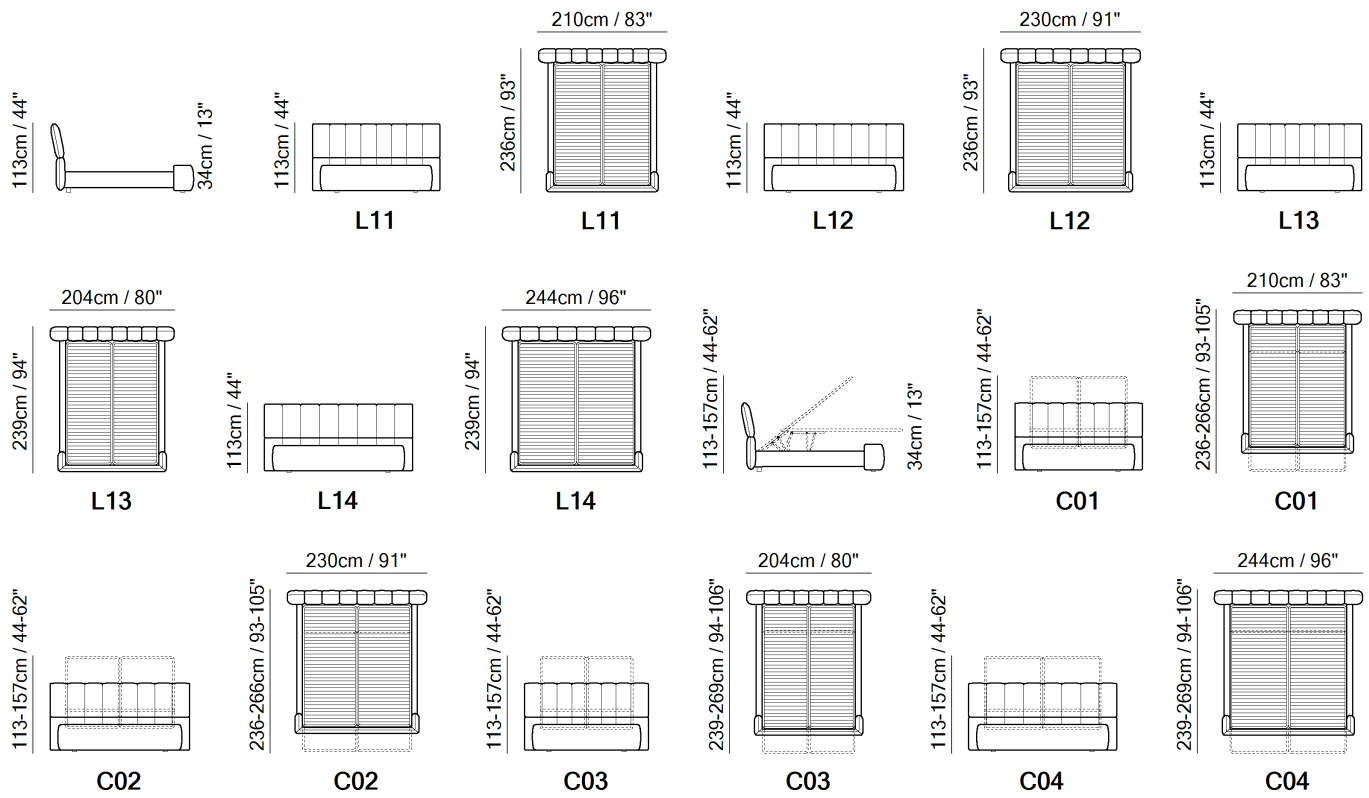 210cm / 83"
230cm / 91"
113cm / 44"
34cm / 13"
113cm / 44"
236cm / 93"
113cm / 44"
236cm / 93"
113cm / 44"
L11
L11
L12
L12
L13
204cm / 80"
244cm / 96"
210cm / 83"
239cm / 94"
113cm / 44"
239cm / 94"
113-157cm / 44-62"
34cm / 13"
113-157cm / 44-62"
236-266cm / 93-105"
L13
L14
L14
C01
C01
230cm / 91"
204cm / 80"
244cm / 96"
113-157cm / 44-62"
236-266cm / 93-105"
113-157cm / 44-62"
239-269cm / 94-106"
113-157cm / 44-62"
239-269cm / 94-106"
C02
C02
C03
C03
C04
C04